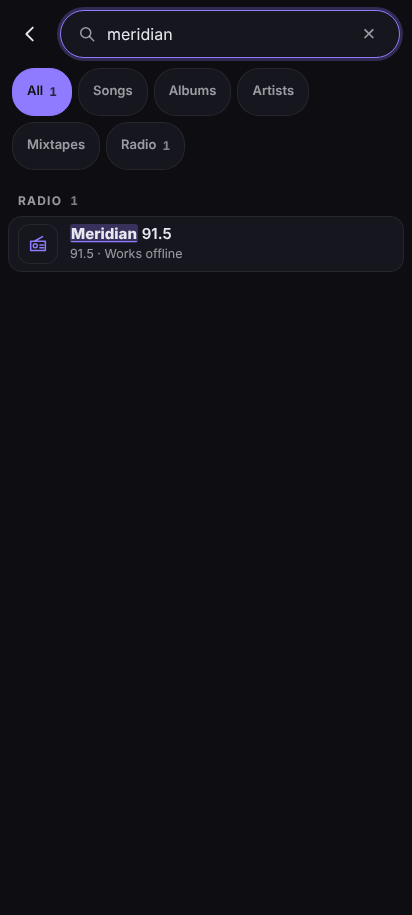 meridian
All 1
Songs
Albums
Artists
Mixtapes
Radio 1
RADIO 1
Meridian 91.5
91.5 · Works offline